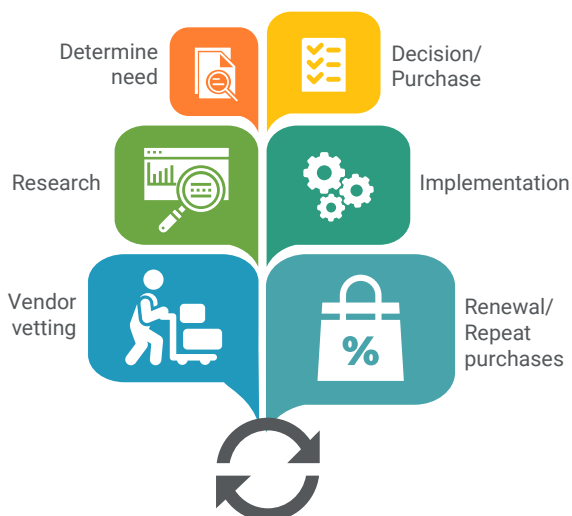 Determine
need
Research
Vendor
vetting
Decision/
Purchase
Implementation
Renewal/
Repeat
purchases
%